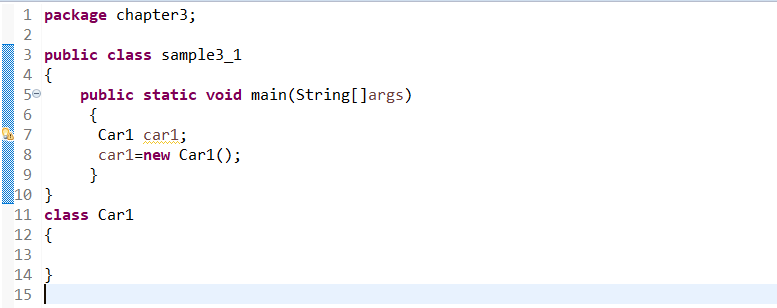 1 package chapter3;
2
3 public class sample3_1
4 {
5 public static void main(String[]args)
6 {
7 Car1 car1;
8 car1=new Car1();
9 }
10 }
11 class Car1
12 {
13
14 }
15